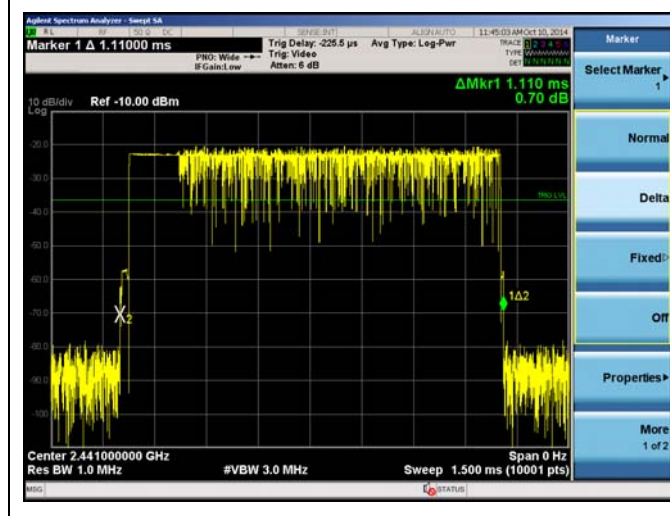 Agilent Spectrum Analyzer - Swept SA
RL RF 50 Ω DC SENSE:INT ALIGN AUTO 11:45:03 AM Oct 10, 2014
Marker 1 Δ 1.11000 ms
PNO: Wide
IFGain:Low
Trig Delay: -225.5 µs
Trig: Video
Atten: 6 dB
Avg Type: Log-Pwr
TRACE 1 2 3 4 5 6
TYPE
DET N N N N N N
ΔMkr1 1.110 ms
0.70 dB
10 dB/div Ref -10.00 dBm
Log
-20.0
-30.0
TRIG LVL
-40.0
-50.0
-60.0
1Δ2
-70.0
2
-80.0
-90.0
-100
Center 2.441000000 GHz Span 0 Hz
Res BW 1.0 MHz #VBW 3.0 MHz Sweep 1.500 ms (10001 pts)
MSG STATUS
Marker
Select Marker
1
Normal
Delta
Fixed
Off
Properties
More
1 of 2